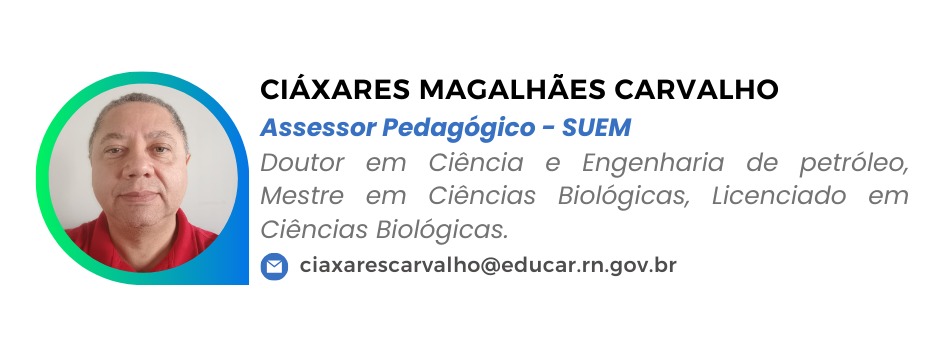 CIÁXARES MAGALHÃES CARVALHO
Assessor Pedagógico - SUEM
Doutor em Ciência e Engenharia de petróleo,
Mestre em Ciências Biológicas, Licenciado em
Ciências Biológicas.
ciaxarescarvalho@educar.rn.gov.br